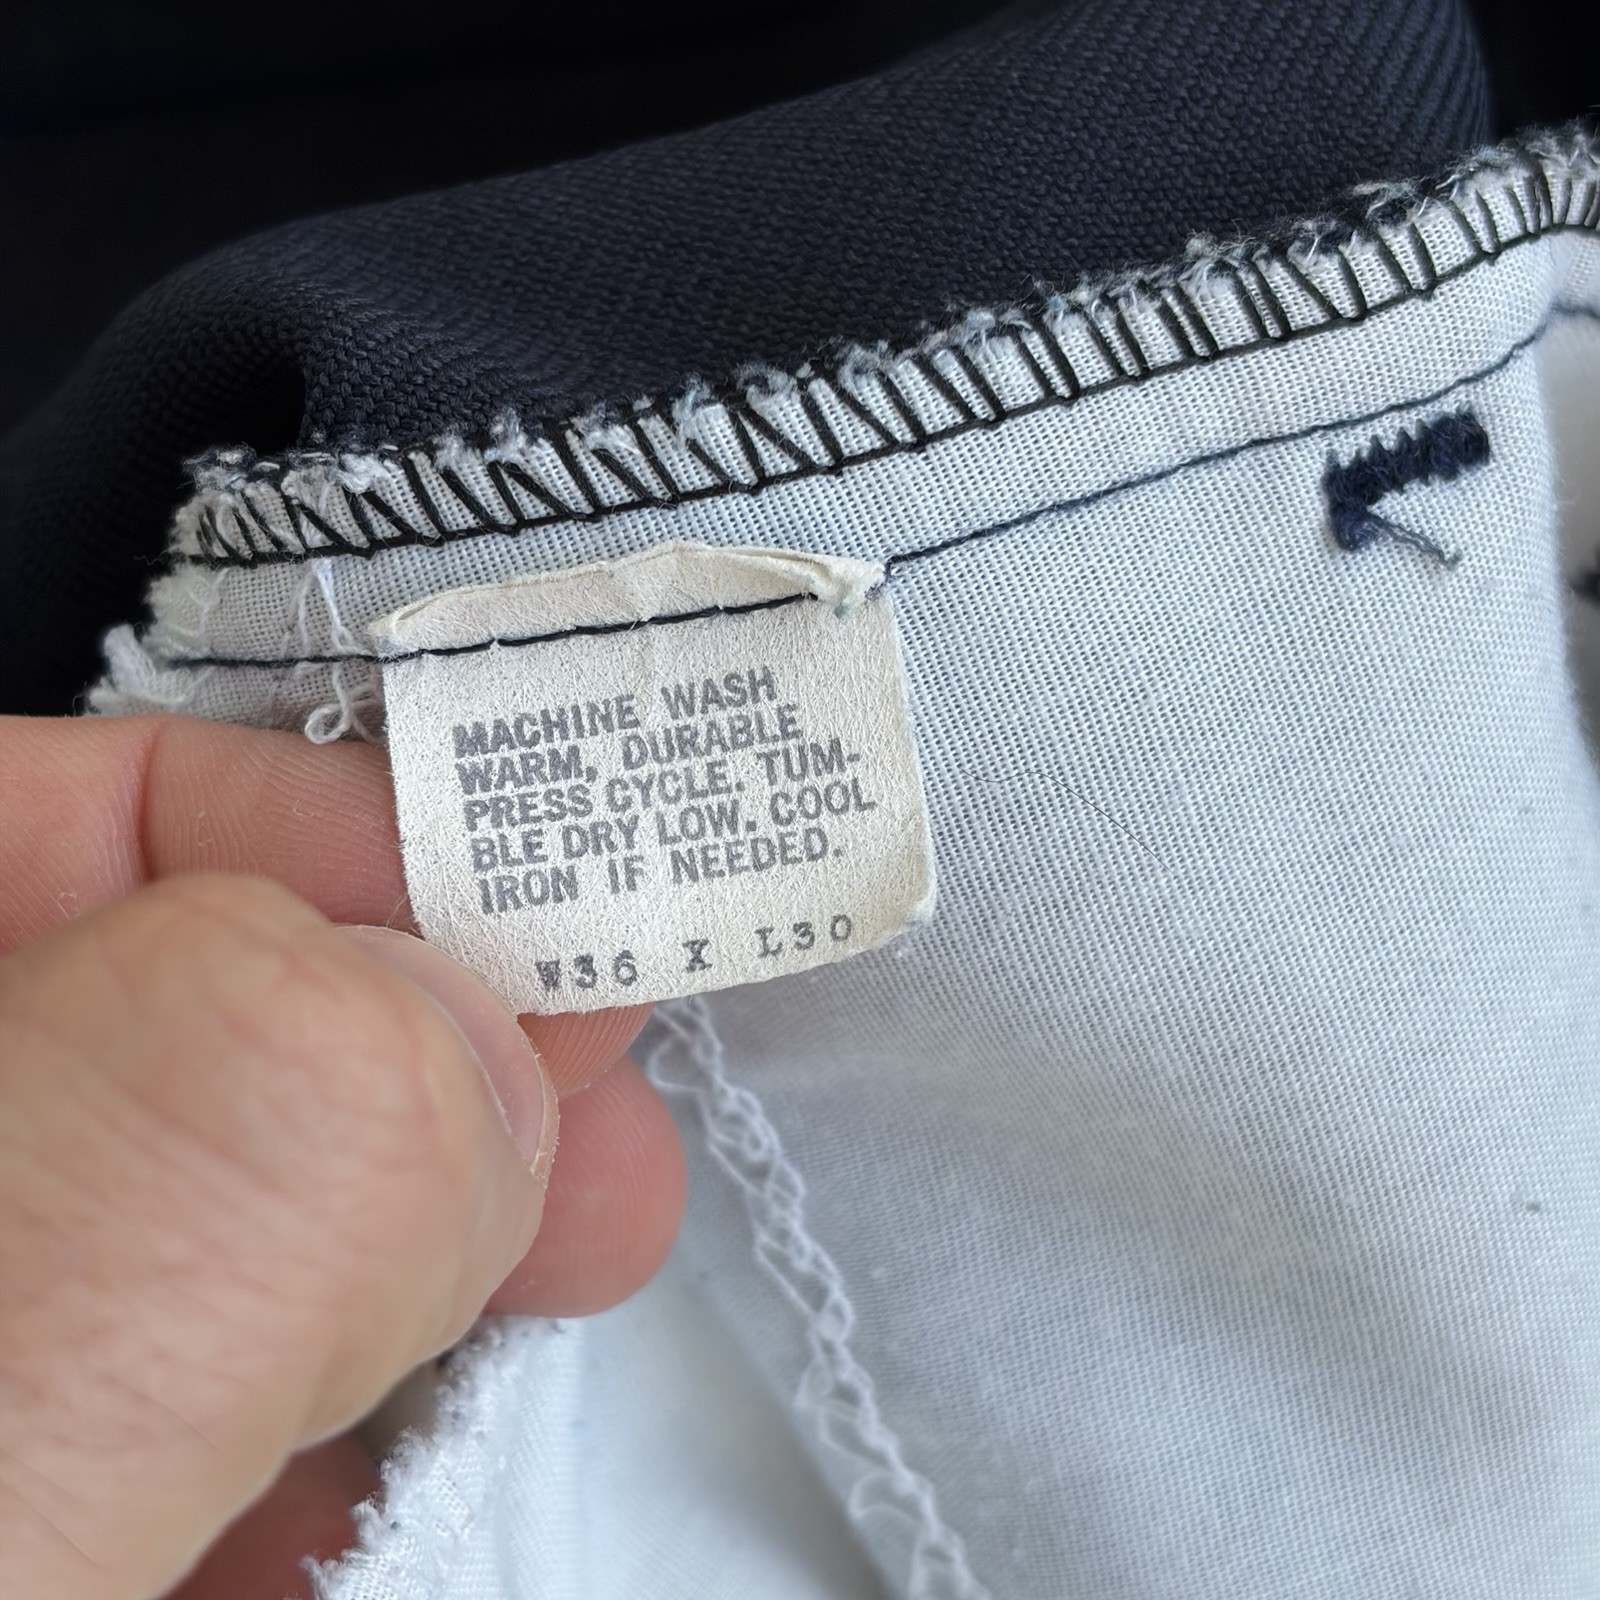 MACHINE WASH
WARM, DURABLE
PRESS CYCLE. TUM-
BLE DRY LOW. COOL
IRON IF NEEDED.
W36 X L30